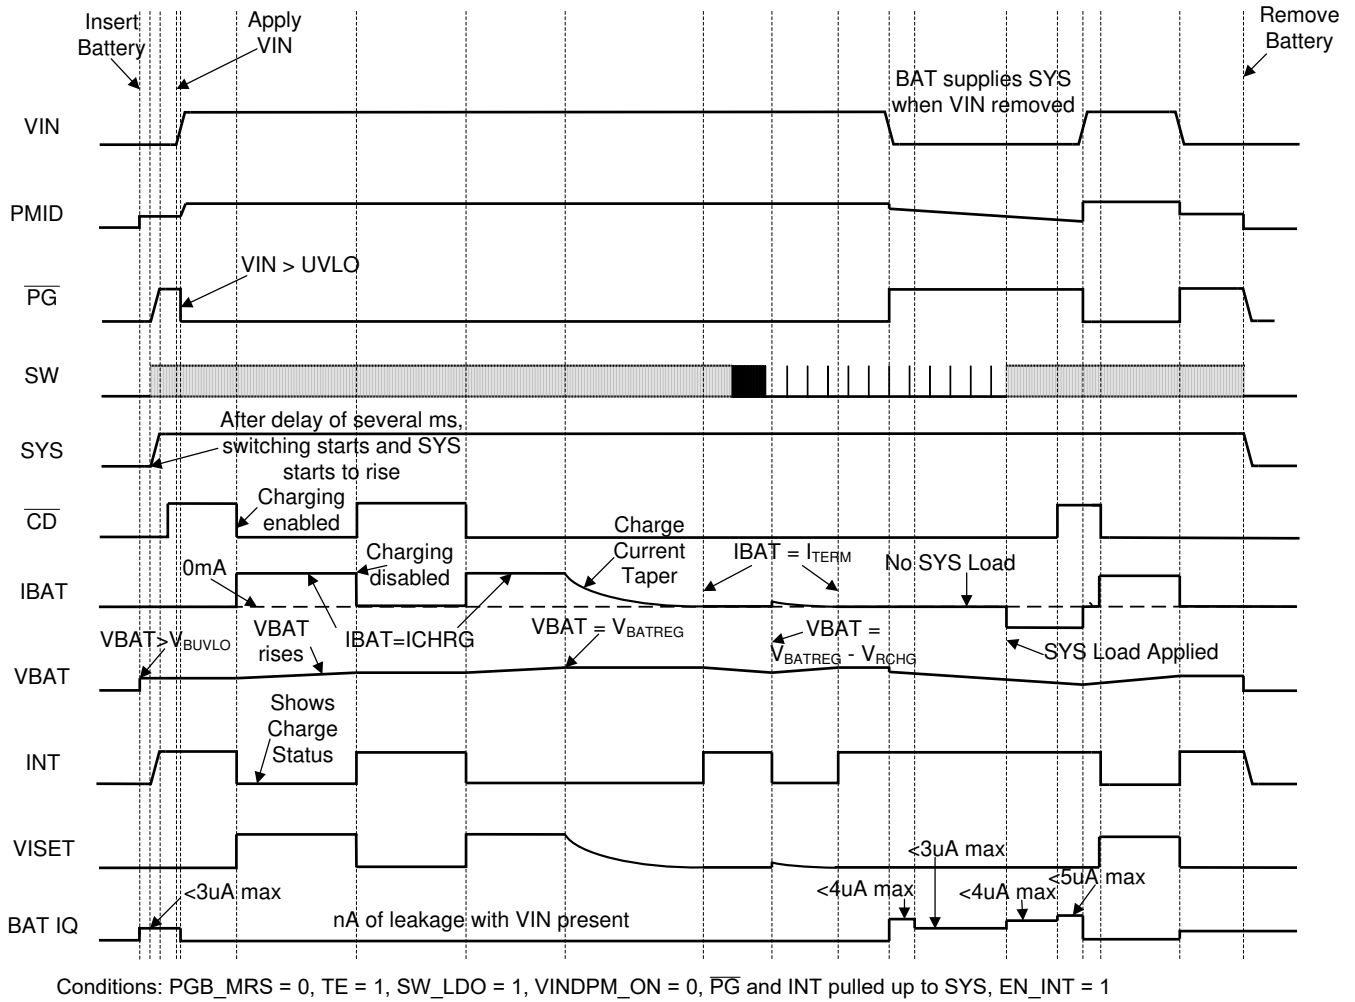 Insert
Battery
Apply
VIN
Remove
Battery
BAT supplies SYS
when VIN removed
VIN
PMID
VIN > UVLO
PG
SW
After delay of several ms,
switching starts and SYS
starts to rise
SYS
Charging
enabled
CD
Charge
Current
Taper
Charging
disabled
IBAT = ITERM
No SYS Load
0mA
IBAT
VBAT>VBUVLO
VBAT
rises
IBAT=ICHRG
VBAT = VBATREG
VBAT =
VBATREG - VRCHG
SYS Load Applied
VBAT
Shows
Charge
Status
INT
VISET
<3uA max
<3uA max
<4uA max
<4uA max
<5uA max
BAT IQ
nA of leakage with VIN present
Conditions: PGB_MRS = 0, TE = 1, SW_LDO = 1, VINDPM_ON = 0, PG and INT pulled up to SYS, EN_INT = 1